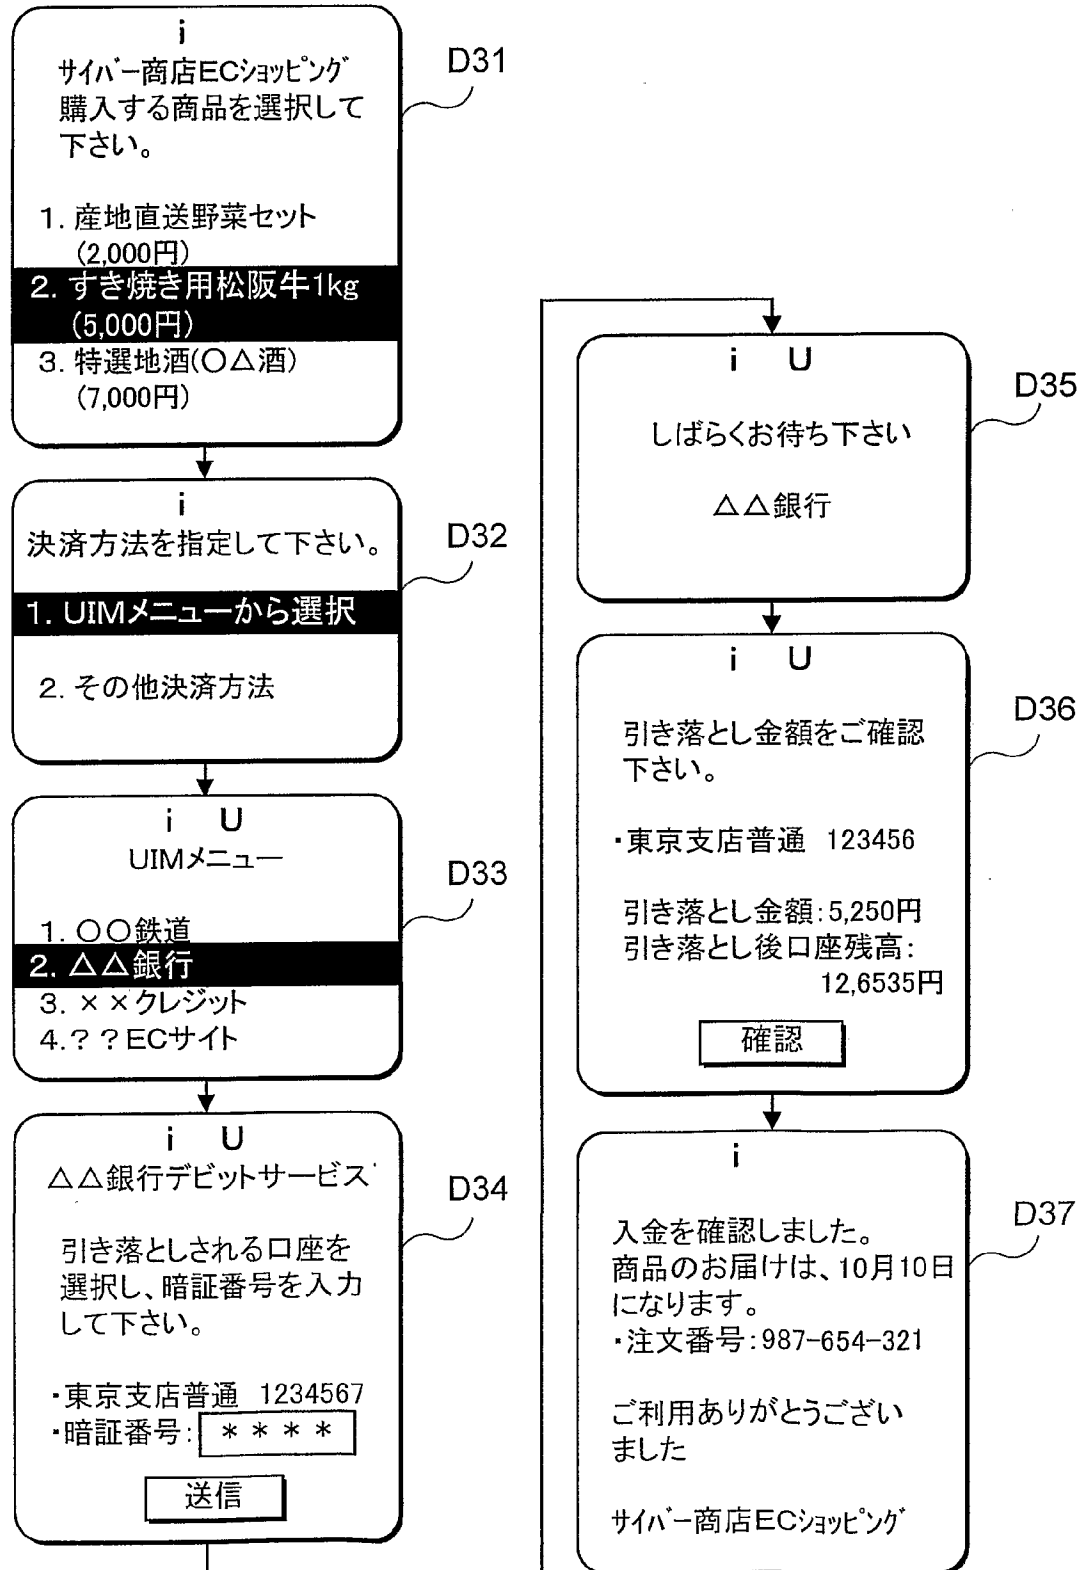 i
サイバー商店ECショッピング
購入する商品を選択して
下さい。
1. 産地直送野菜セット
(2,000円)
2. すき焼き用松阪牛1kg
(5,000円)
3. 特選地酒(○△酒)
(7,000円)
D31
i
決済方法を指定して下さい。
1. UIMメニューから選択
2. その他決済方法
D32
i U
UIMメニュー
1. ○○鉄道
2. △△銀行
3. ××クレジット
4.??ECサイト
D33
i U
△△銀行デビットサービス
引き落としされる口座を
選択し、暗証番号を入力
して下さい。
・東京支店普通 1234567
・暗証番号: ****
送信
D34
i U
しばらくお待ち下さい
△△銀行
D35
i U
引き落とし金額をご確認
下さい。
・東京支店普通 123456
引き落とし金額:5,250円
引き落とし後口座残高:
12,6535円
確認
D36
i
入金を確認しました。
商品のお届けは、10月10日
になります。
・注文番号:987-654-321
ご利用ありがとうござい
ました
サイバー商店ECショッピング
D37